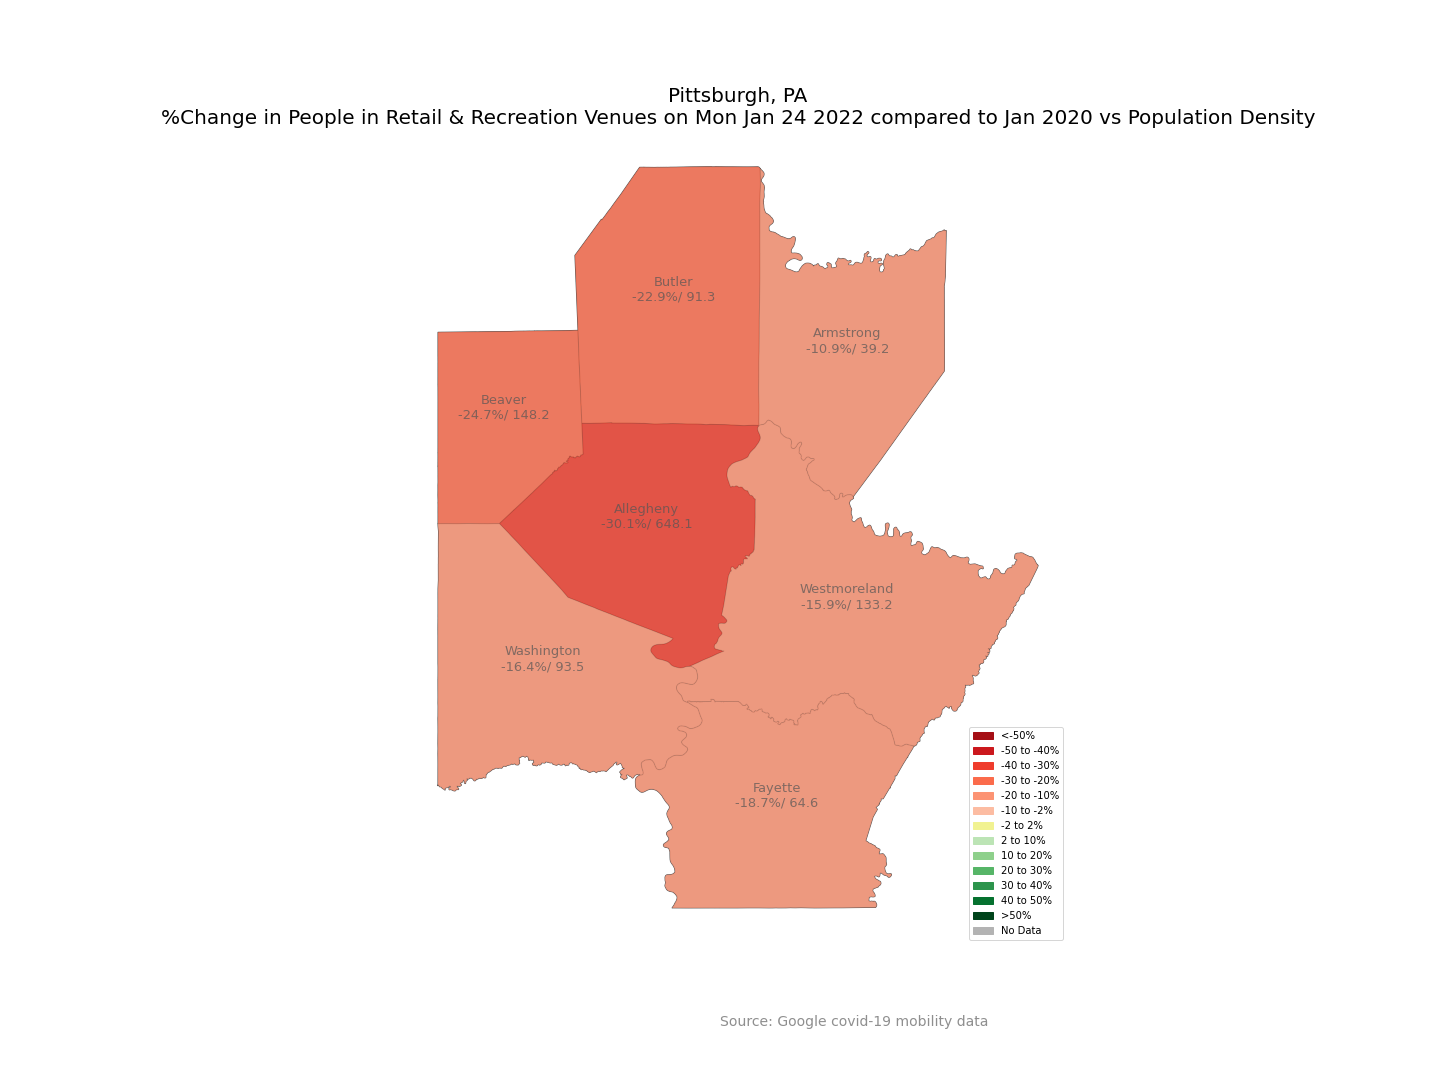 Pittsburgh, PA
%Change in People in Retail & Recreation Venues on Mon Jan 24 2022 compared to Jan 2020 vs Population Density
Butler
-22.9%/ 91.3
Armstrong
-10.9%/ 39.2
Beaver
-24.7%/ 148.2
Allegheny
-30.1%/ 648.1
Westmoreland
-15.9%/ 133.2
Washington
-16.4%/ 93.5
Fayette
-18.7%/ 64.6
<-50%
-50 to -40%
-40 to -30%
-30 to -20%
-20 to -10%
-10 to -2%
-2 to 2%
2 to 10%
10 to 20%
20 to 30%
30 to 40%
40 to 50%
>50%
No Data
Source: Google covid-19 mobility data